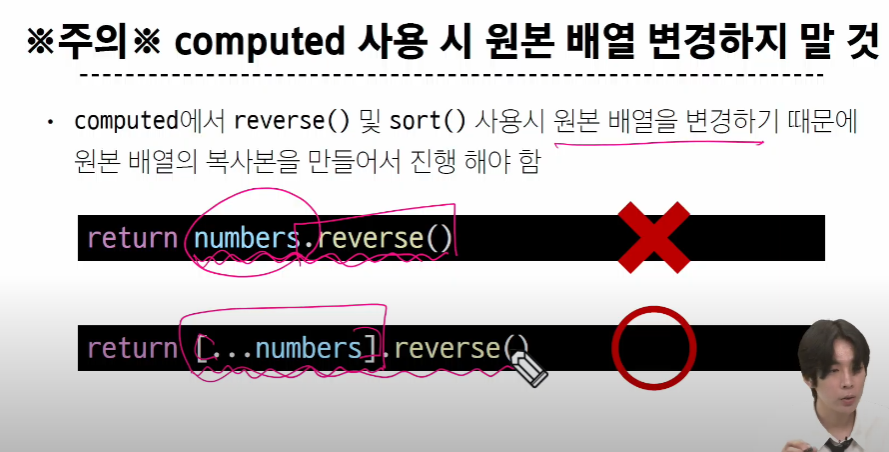 ※주의※ computed 사용 시 원본 배열 변경하지 말 것
• computed에서 reverse() 및 sort() 사용시 원본 배열을 변경하기 때문에
원본 배열의 복사본을 만들어서 진행 해야 함
return numbers.reverse()
return [...numbers].reverse()